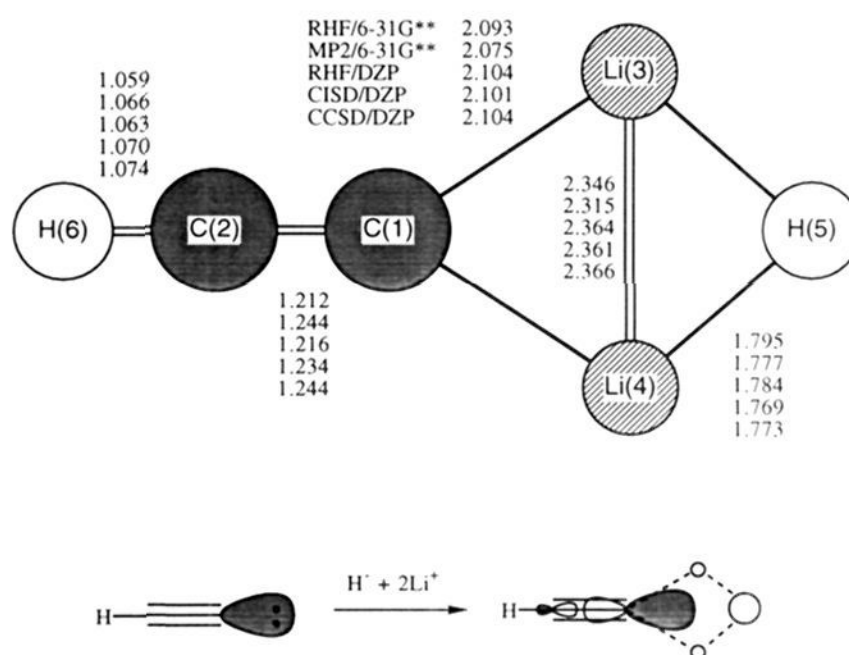 RHF/6-31G** 2.093
MP2/6-31G** 2.075
RHF/DZP 2.104
CISD/DZP 2.101
CCSD/DZP 2.104
Li(3)
1.059
1.066
1.063
1.070
1.074
2.346
2.315
2.364
2.361
2.366
H(6)
C(2)
C(1)
H(5)
1.212
1.244
1.216
1.234
1.244
Li(4)
1.795
1.777
1.784
1.769
1.773
H⁻ + 2Li⁺
H
H